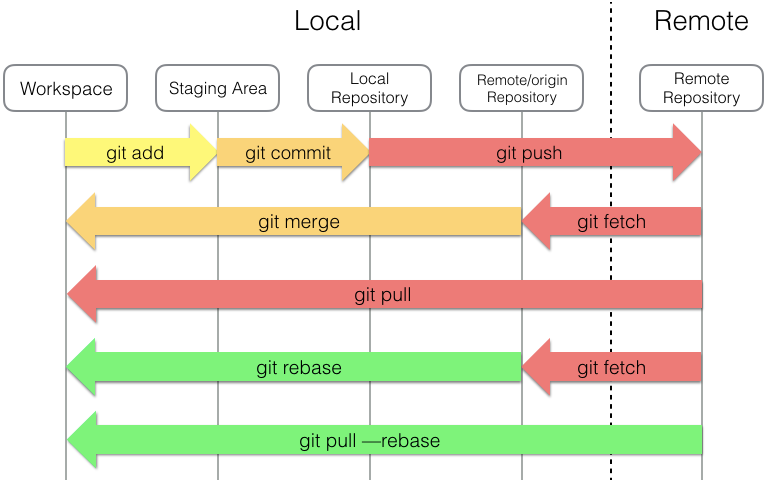 Local
Remote
Workspace
Staging Area
Local
Repository
Remote/origin
Repository
Remote
Repository
git add
git commit
git push
git merge
git fetch
git pull
git rebase
git fetch
git pull —rebase